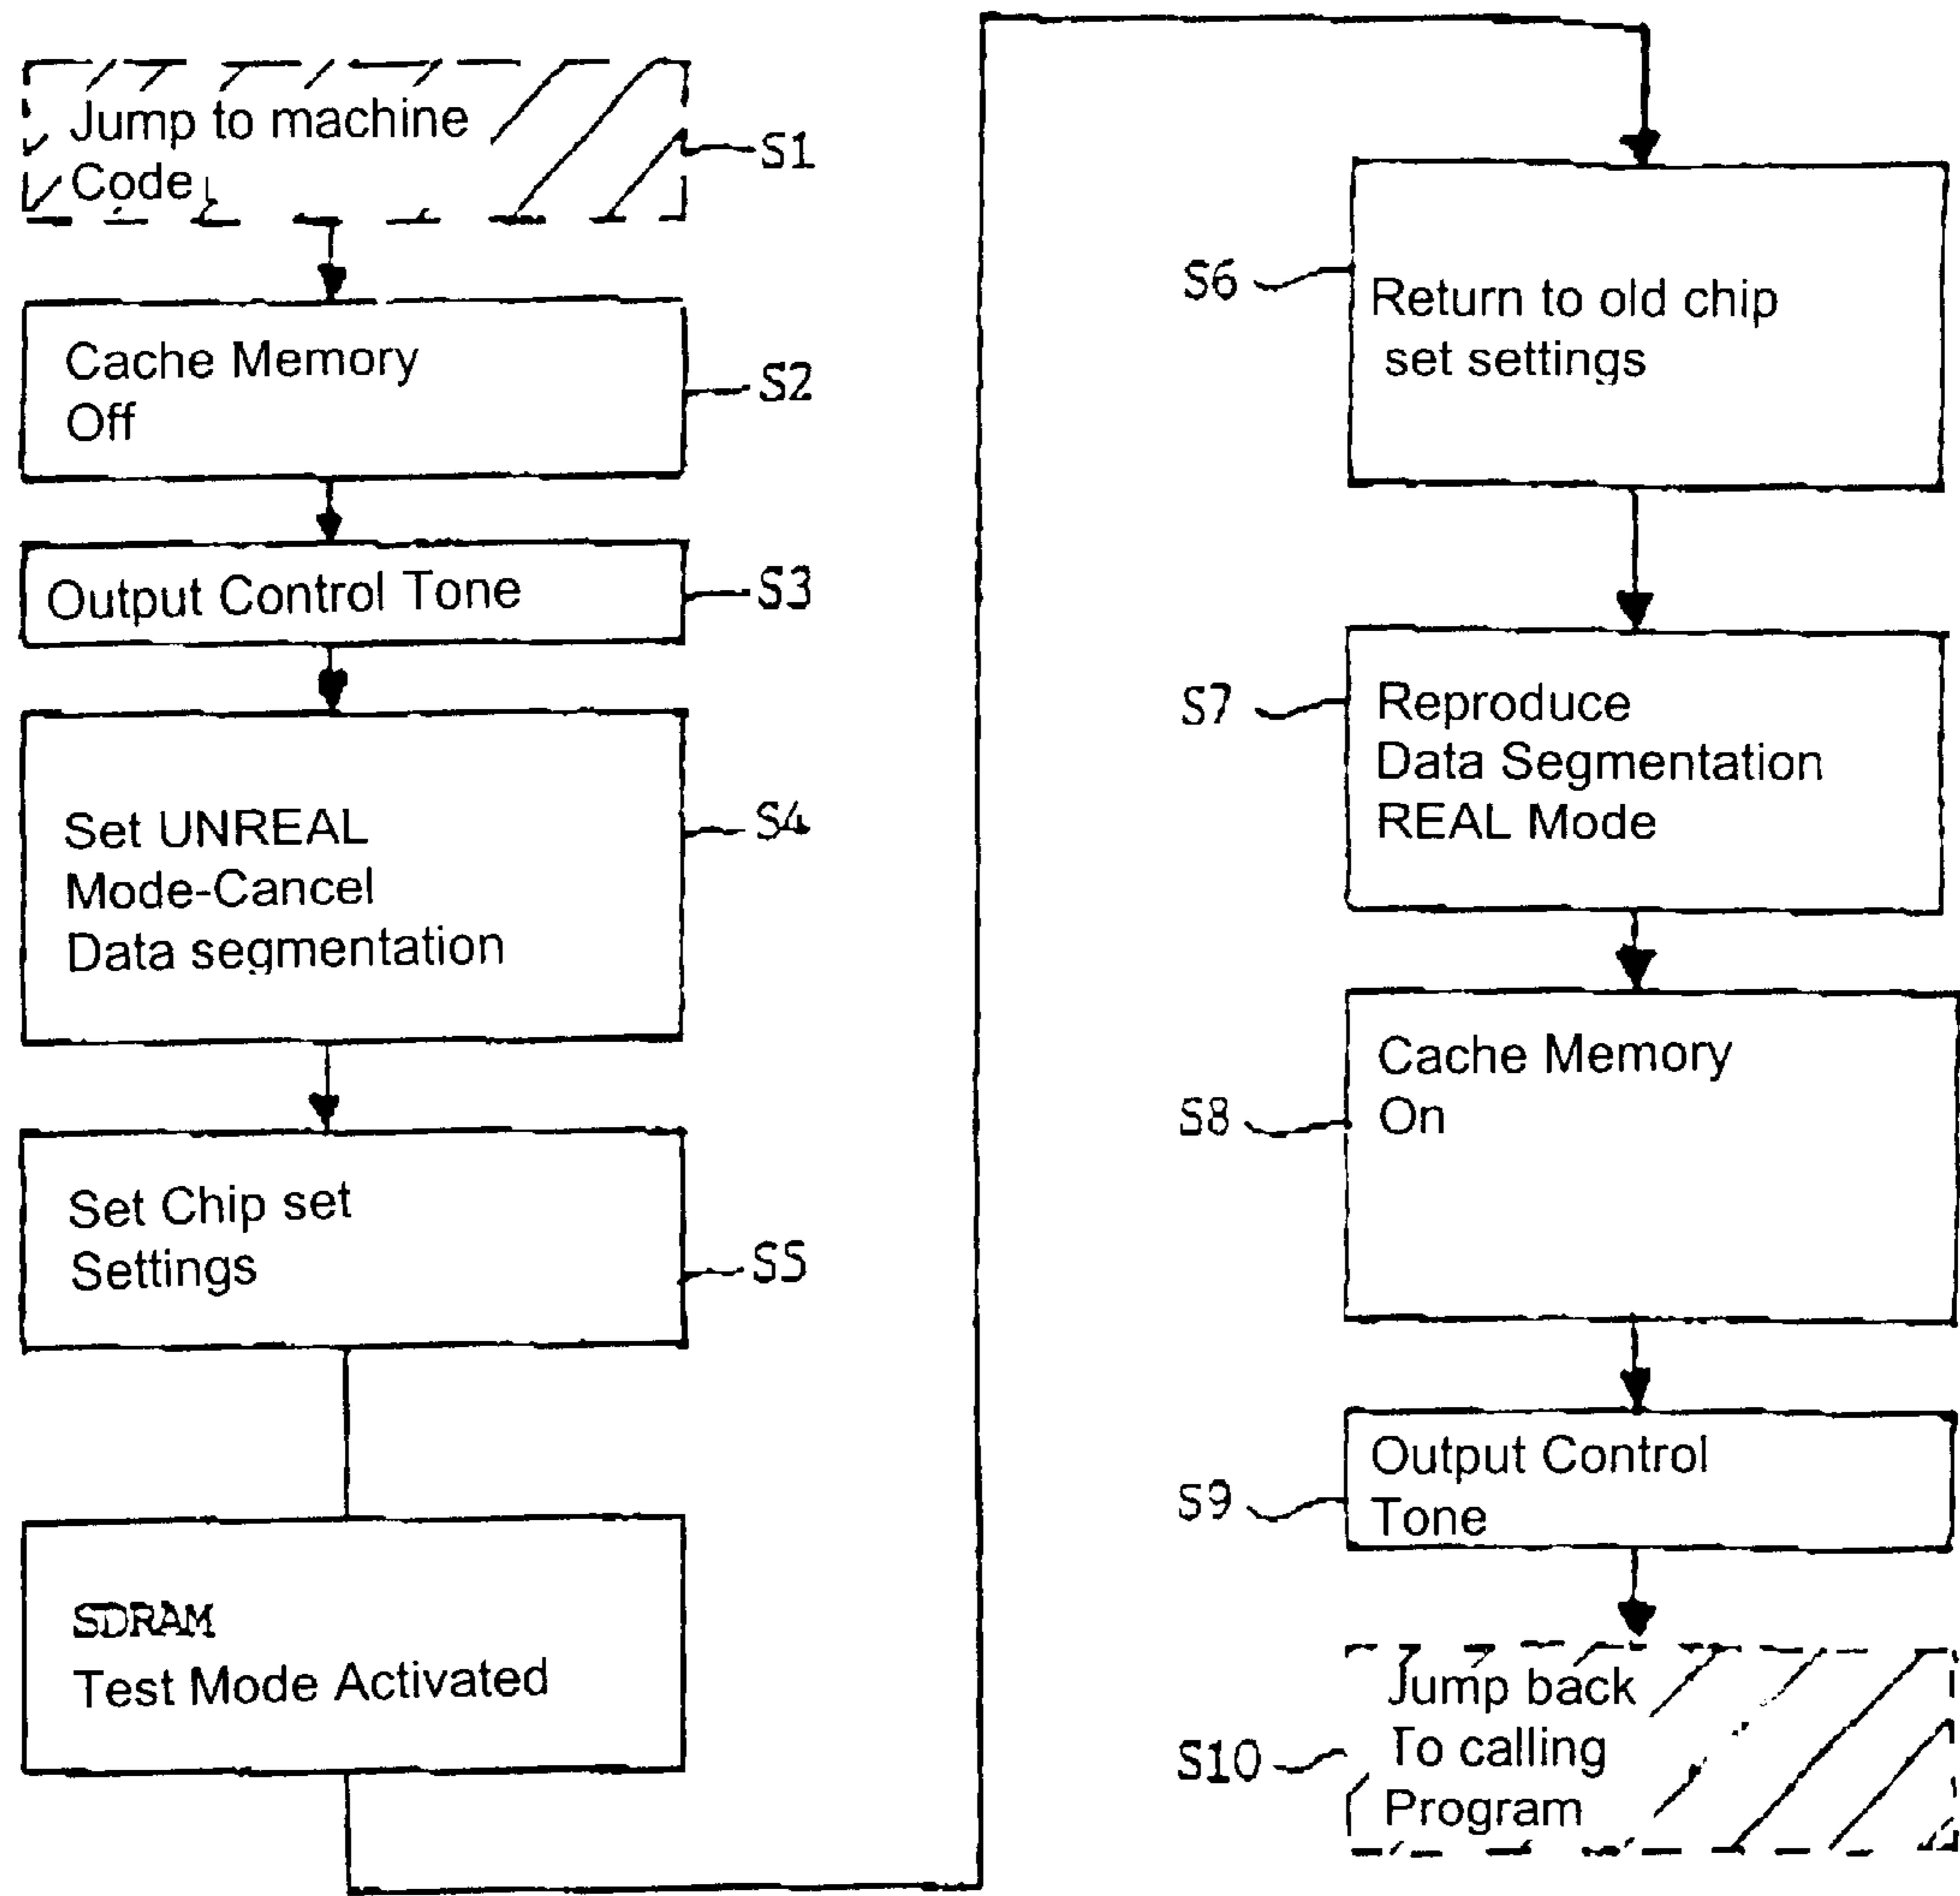 Jump to machine
Code
S1
Cache Memory
Off
S2
Output Control Tone
S3
Set UNREAL
Mode-Cancel
Data segmentation
S4
Set Chip set
Settings
S5
SDRAM
Test Mode Activated
S6
Return to old chip
set settings
S7
Reproduce
Data Segmentation
REAL Mode
S8
Cache Memory
On
S9
Output Control
Tone
S10
Jump back
To calling
Program